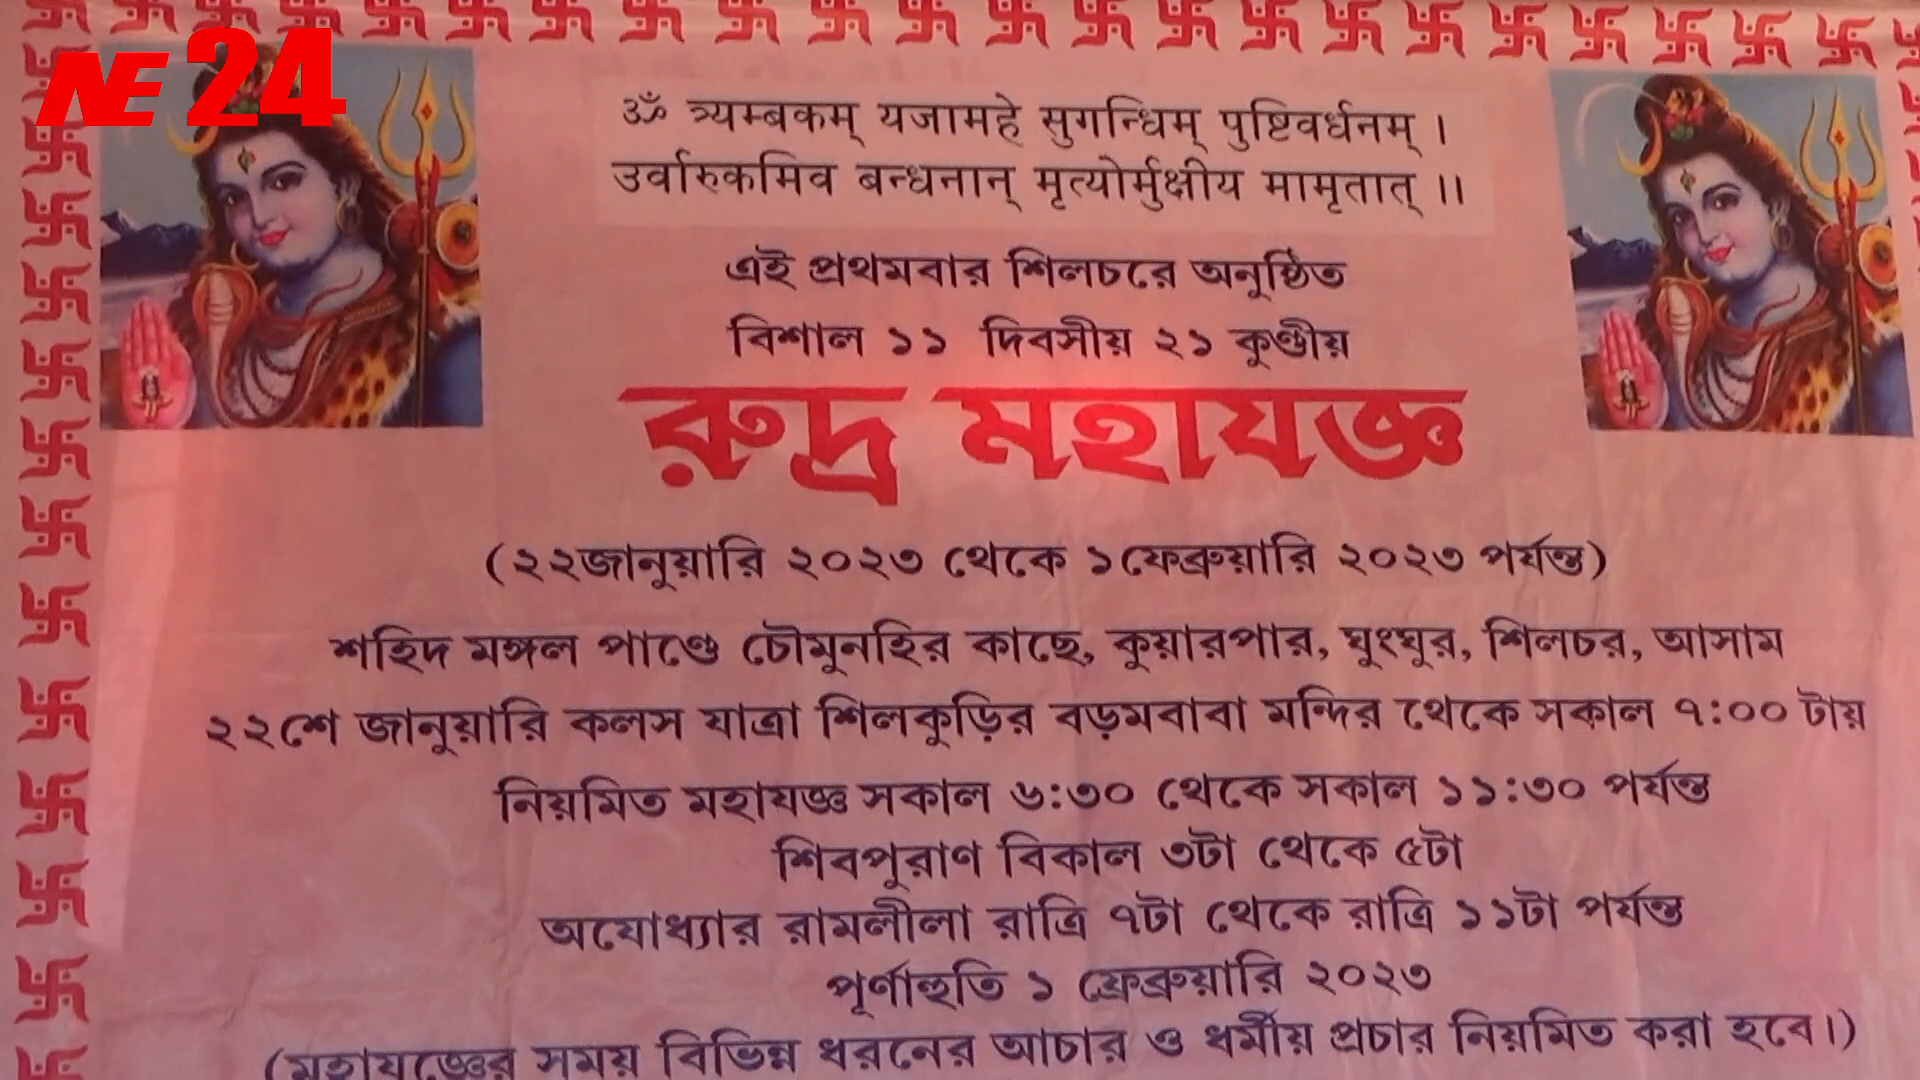 NE 24
ॐ त्र्यम्बकम् यजामहे सुगन्धिम् पुष्टिवर्धनम् ।
उर्वारुकमिव बन्धनान् मृत्योर्मुक्षीय मामृतात् ।।
এই প্রথমবার শিলচরে অনুষ্ঠিত
বিশাল ১১ দিবসীয় ২১ কুণ্ডীয়
রুদ্র মহাযজ্ঞ
(২২জানুয়ারি ২০২৩ থেকে ১ফেব্রুয়ারি ২০২৩ পর্যন্ত)
শহিদ মঙ্গল পাণ্ডে চৌমুনহির কাছে, কুয়ারপার, ঘুংঘুর, শিলচর, আসাম
২২শে জানুয়ারি কলস যাত্রা শিলকুড়ির বড়মবাবা মন্দির থেকে সকাল ৭:০০ টায়
নিয়মিত মহাযজ্ঞ সকাল ৬:৩০ থেকে সকাল ১১:৩০ পর্যন্ত
শিবপুরাণ বিকাল ৩টা থেকে ৫টা
অযোধ্যার রামলীলা রাত্রি ৭টা থেকে রাত্রি ১১টা পর্যন্ত
পূর্ণাহুতি ১ ফ্রেব্রুয়ারি ২০২৩
(মহাযজ্ঞের সময় বিভিন্ন ধরনের আচার ও ধর্মীয় প্রচার নিয়মিত করা হবে।)